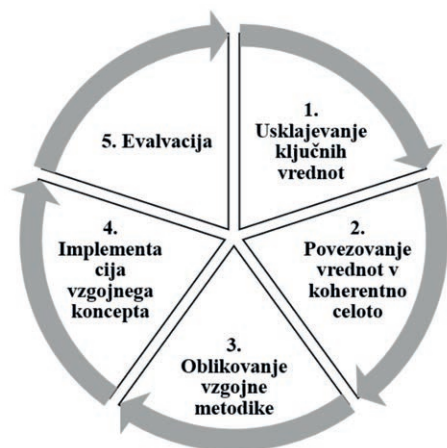 1.
Usklajevanje
ključnih
vrednot
2.
Povezovanje
vrednot v
koherentno
celoto
3.
Oblikovanje
vzgojne
metodike
4.
Implementa
cija
vzgojnega
koncepta
5. Evalvacija